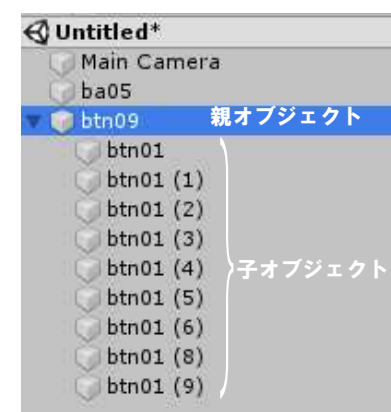 Untitled*
Main Camera
ba05
btn09 親オブジェクト
btn01
btn01 (1)
btn01 (2)
btn01 (3)
btn01 (4) 子オブジェクト
btn01 (5)
btn01 (6)
btn01 (8)
btn01 (9)